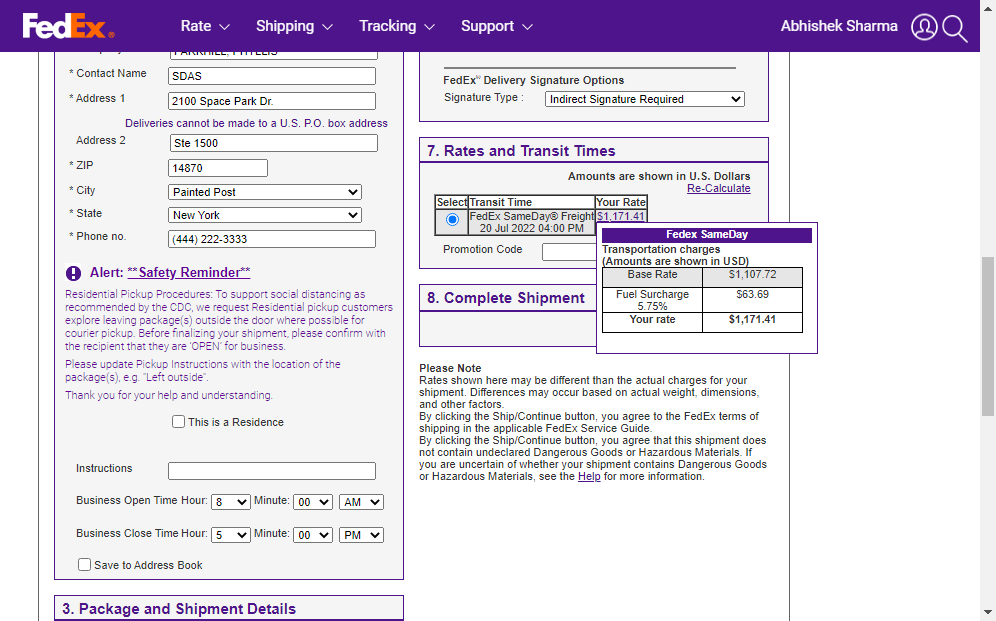 FedEx®
Rate
Shipping
Tracking
Support
Abhishek Sharma
* Contact Name
SDAS
* Address 1
2100 Space Park Dr.
Deliveries cannot be made to a U.S. P.O. box address
Address 2
Ste 1500
* ZIP
14870
* City
Painted Post
* State
New York
* Phone no.
(444) 222-3333
Alert: **Safety Reminder**
Residential Pickup Procedures: To support social distancing as
recommended by the CDC, we request Residential pickup customers
explore leaving package(s) outside the door where possible for
courier pickup. Before finalizing your shipment, please confirm with
the recipient that they are 'OPEN' for business.
Please update Pickup Instructions with the location of the
package(s), e.g. "Left outside".
Thank you for your help and understanding.
This is a Residence
Instructions
Business Open Time Hour: 8 Minute: 00 AM
Business Close Time Hour: 5 Minute: 00 PM
Save to Address Book
3. Package and Shipment Details
FedEx℠ Delivery Signature Options
Signature Type :
Indirect Signature Required
7. Rates and Transit Times
Amounts are shown in U.S. Dollars
Re-Calculate
Select Transit Time Your Rate
FedEx SameDay® Freight $1,171.41
20 Jul 2022 04:00 PM
Promotion Code
Fedex SameDay
Transportation charges
(Amounts are shown in USD)
Base Rate $1,107.72
Fuel Surcharge $63.69
5.75%
Your rate $1,171.41
8. Complete Shipment
Please Note
Rates shown here may be different than the actual charges for your
shipment. Differences may occur based on actual weight, dimensions,
and other factors.
By clicking the Ship/Continue button, you agree to the FedEx terms of
shipping in the applicable FedEx Service Guide.
By clicking the Ship/Continue button, you agree that this shipment does
not contain undeclared Dangerous Goods or Hazardous Materials. If
you are uncertain of whether your shipment contains Dangerous Goods
or Hazardous Materials, see the Help for more information.